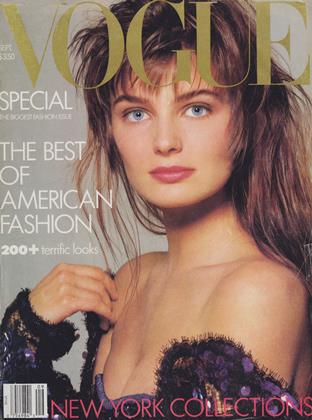 VOGUE
SEPT.
$3.50
SPECIAL
THE BIGGEST FASHION ISSUE
THE BEST
OF
AMERICAN
FASHION
200+ terrific looks
NEW YORK COLLECTIONS
09